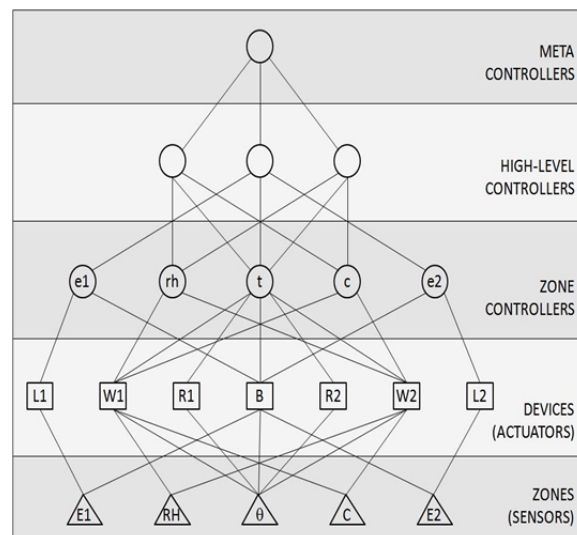 META
CONTROLLERS
HIGH-LEVEL
CONTROLLERS
e1 rh t c e2
ZONE
CONTROLLERS
L1 W1 R1 B R2 W2 L2
DEVICES
(ACTUATORS)
E1 RH θ C E2
ZONES
(SENSORS)